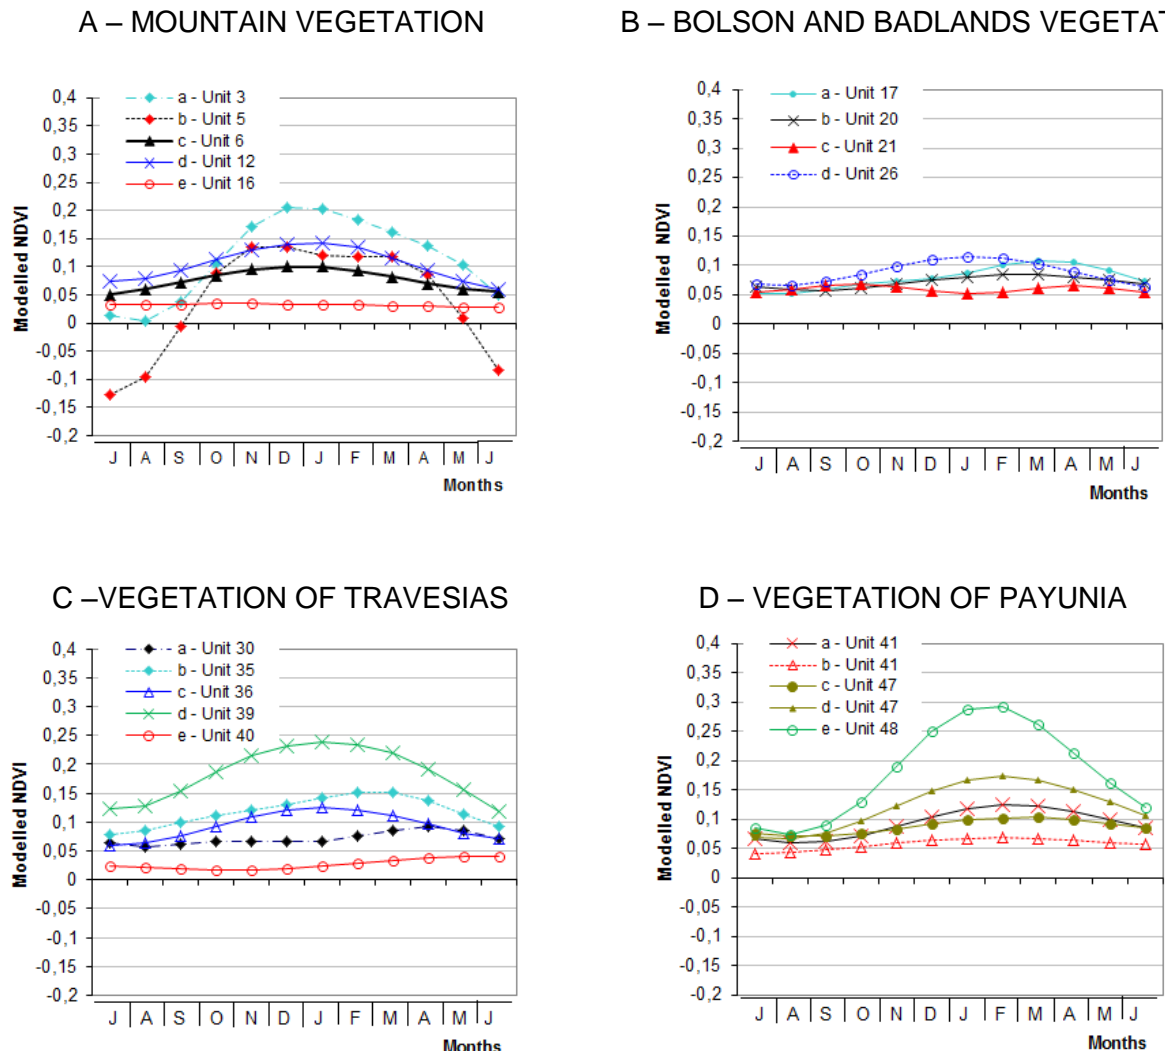 A – MOUNTAIN VEGETATION
B – BOLSON AND BADLANDS VEGETAT
0,4
0,35
0,3
0,25
0,2
0,15
0,1
0,05
0
-0,05
-0,1
-0,15
-0,2
Modelled NDVI
a - Unit 3
b - Unit 5
c - Unit 6
d - Unit 12
e - Unit 16
J A S O N D J F M A M J
Months
0,4
0,35
0,3
0,25
0,2
0,15
0,1
0,05
0
-0,05
-0,1
-0,15
-0,2
Modelled NDVI
a - Unit 17
b - Unit 20
c - Unit 21
d - Unit 26
J A S O N D J F M A M J
Months
C –VEGETATION OF TRAVESIAS
D – VEGETATION OF PAYUNIA
0,4
0,35
0,3
0,25
0,2
0,15
0,1
0,05
0
-0,05
-0,1
-0,15
-0,2
Modelled NDVI
a - Unit 30
b - Unit 35
c - Unit 36
d - Unit 39
e - Unit 40
J A S O N D J F M A M J
Months
0,4
0,35
0,3
0,25
0,2
0,15
0,1
0,05
0
-0,05
-0,1
-0,15
-0,2
Modelled NDVI
a - Unit 41
b - Unit 41
c - Unit 47
d - Unit 47
e - Unit 48
J A S O N D J F M A M J
Months